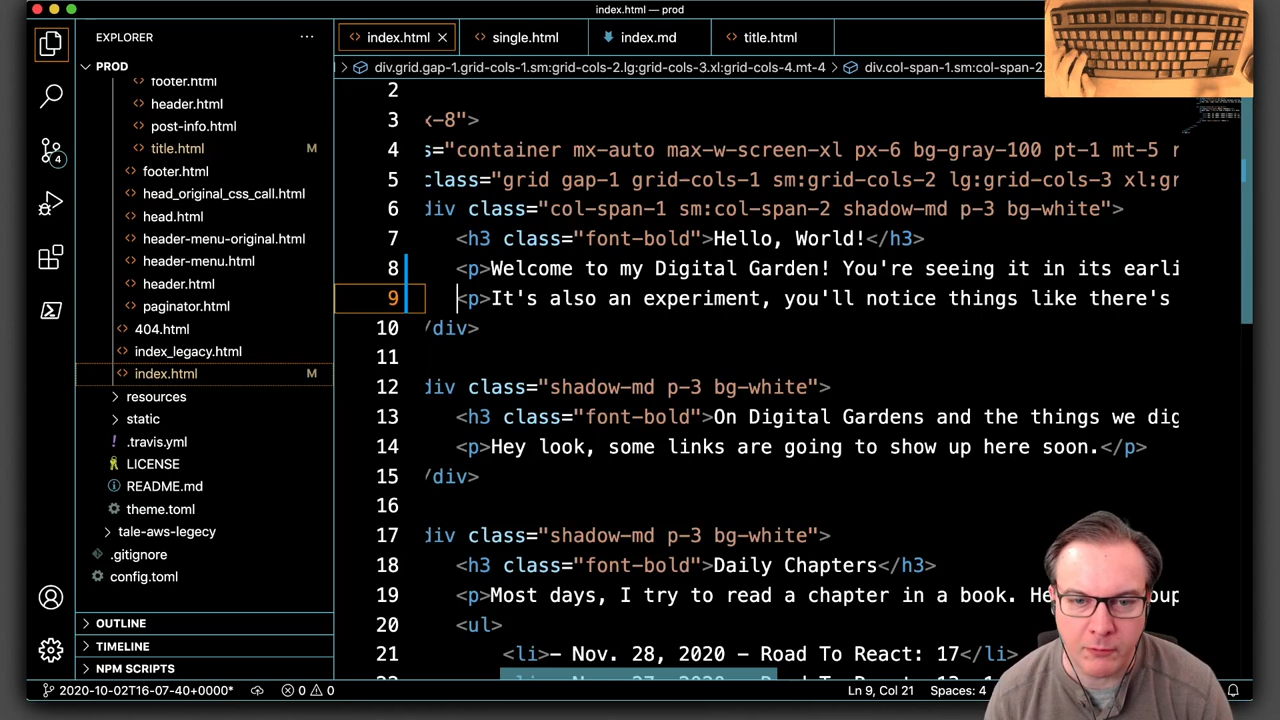 index.html — prod
EXPLORER
index.html
single.html
index.md
title.html
PROD
div.grid.gap-1.grid-cols-1.sm:grid-cols-2.lg:grid-cols-3.xl:grid-cols-4.mt-4
div.col-span-1.sm:col-span-2.
footer.html
header.html
post-info.html
title.html M
footer.html
head_original_css_call.html
head.html
header-menu-original.html
header-menu.html
header.html
paginator.html
404.html
index_legacy.html
index.html M
resources
static
.travis.yml
LICENSE
README.md
theme.toml
tale-aws-legacy
.gitignore
config.toml
OUTLINE
TIMELINE
NPM SCRIPTS
2
3 x-8">
4 s="container mx-auto max-w-screen-xl px-6 bg-gray-100 pt-1 mt-5 r
5 class="grid gap-1 grid-cols-1 sm:grid-cols-2 lg:grid-cols-3 xl:gr
6 div class="col-span-1 sm:col-span-2 shadow-md p-3 bg-white">
7 <h3 class="font-bold">Hello, World!</h3>
8 <p>Welcome to my Digital Garden! You're seeing it in its earli
9 <p>It's also an experiment, you'll notice things like there's
10 /div>
11
12 div class="shadow-md p-3 bg-white">
13 <h3 class="font-bold">On Digital Gardens and the things we dig
14 <p>Hey look, some links are going to show up here soon.</p>
15 /div>
16
17 div class="shadow-md p-3 bg-white">
18 <h3 class="font-bold">Daily Chapters</h3>
19 <p>Most days, I try to read a chapter in a book.
20 <ul>
21 <li>- Nov. 28, 2020 - Road To React: 17</li>
4
2020-10-02T16-07-40+0000*
0
0
Ln 9, Col 21
Spaces: 4